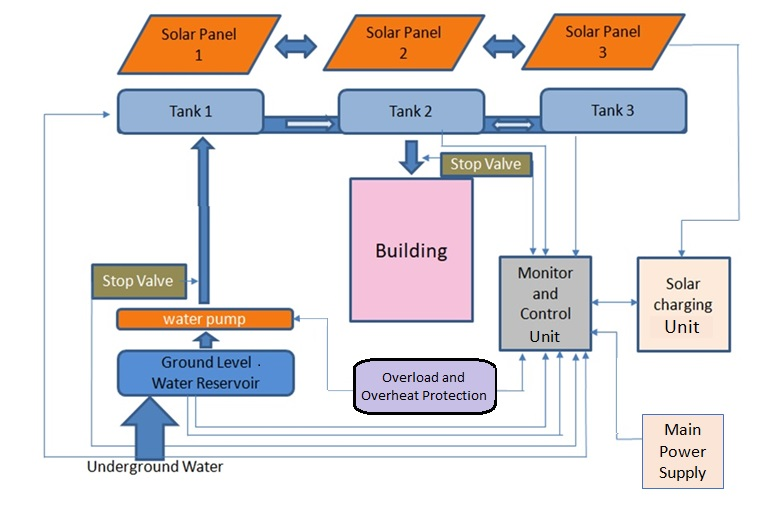 Solar Panel
1
Solar Panel
2
Solar Panel
3
Tank 1
Tank 2
Tank 3
Stop Valve
Building
Monitor
and
Control
Unit
Solar
charging
Unit
Stop Valve
water pump
Ground Level .
Water Reservoir
Overload and
Overheat Protection
Main
Power
Supply
Underground Water